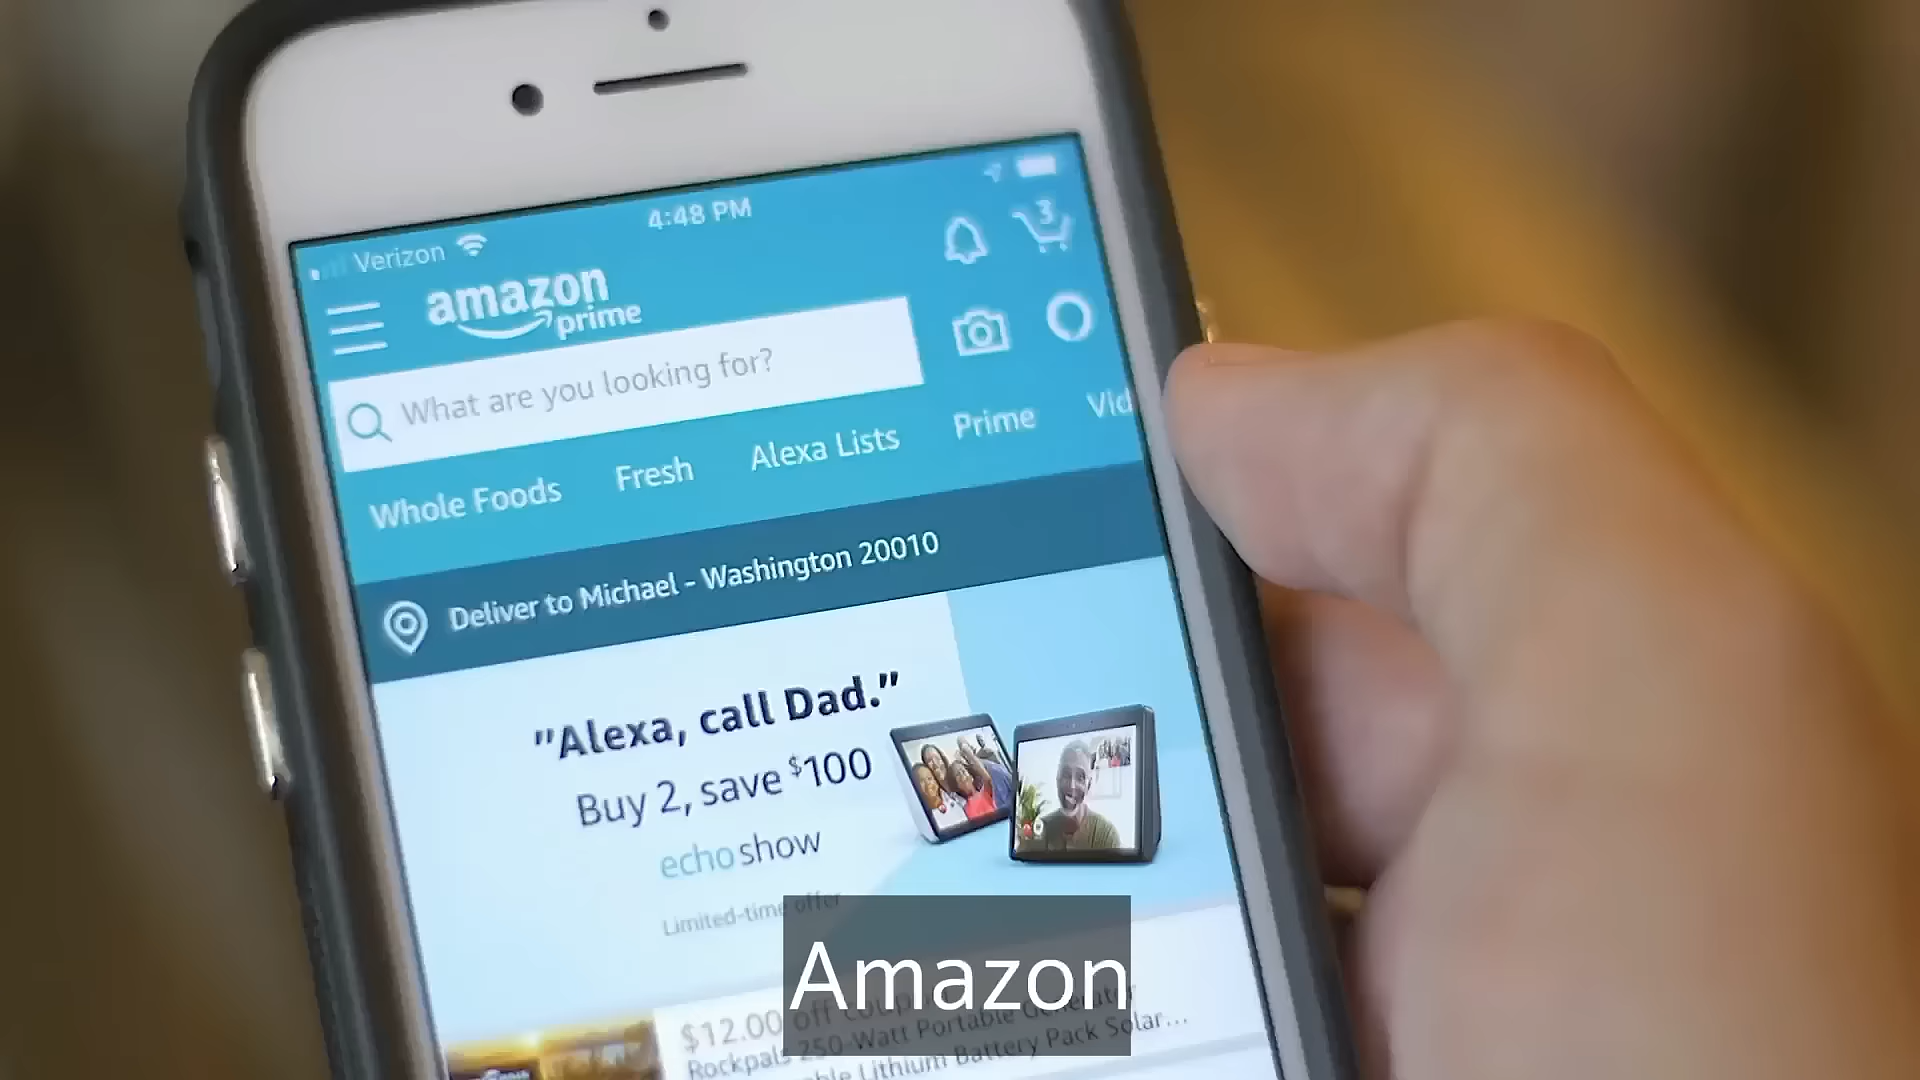 4:48 PM
Verizon
amazon
prime
3
What are you looking for?
Whole Foods Fresh Alexa Lists Prime Vid
Deliver to Michael - Washington 20010
"Alexa, call Dad."
Buy 2, save $100
echo show
Limited-time offer
Amazon
$12.00 off coupon
Rockpals 250-Watt Portable Generator
Lithium Battery Pack Solar...